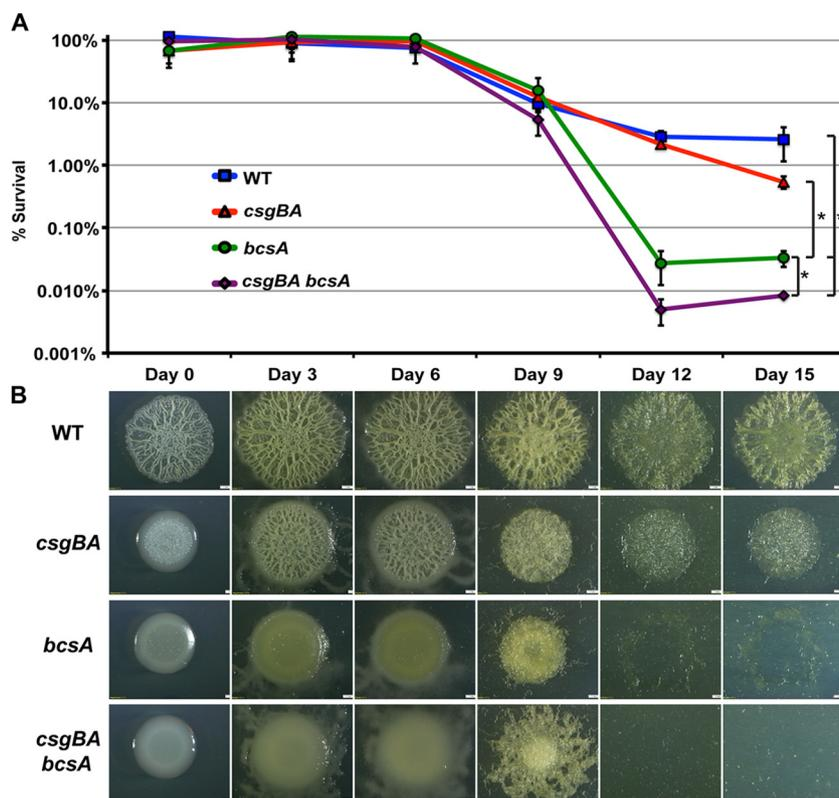 A
100%
10.0%
1.00%
0.10%
0.010%
0.001%
% Survival
WT
csgBA
bcsA
csgBA bcsA
*
*
*
Day 0 Day 3 Day 6 Day 9 Day 12 Day 15
B
WT
csgBA
bcsA
csgBA
bcsA